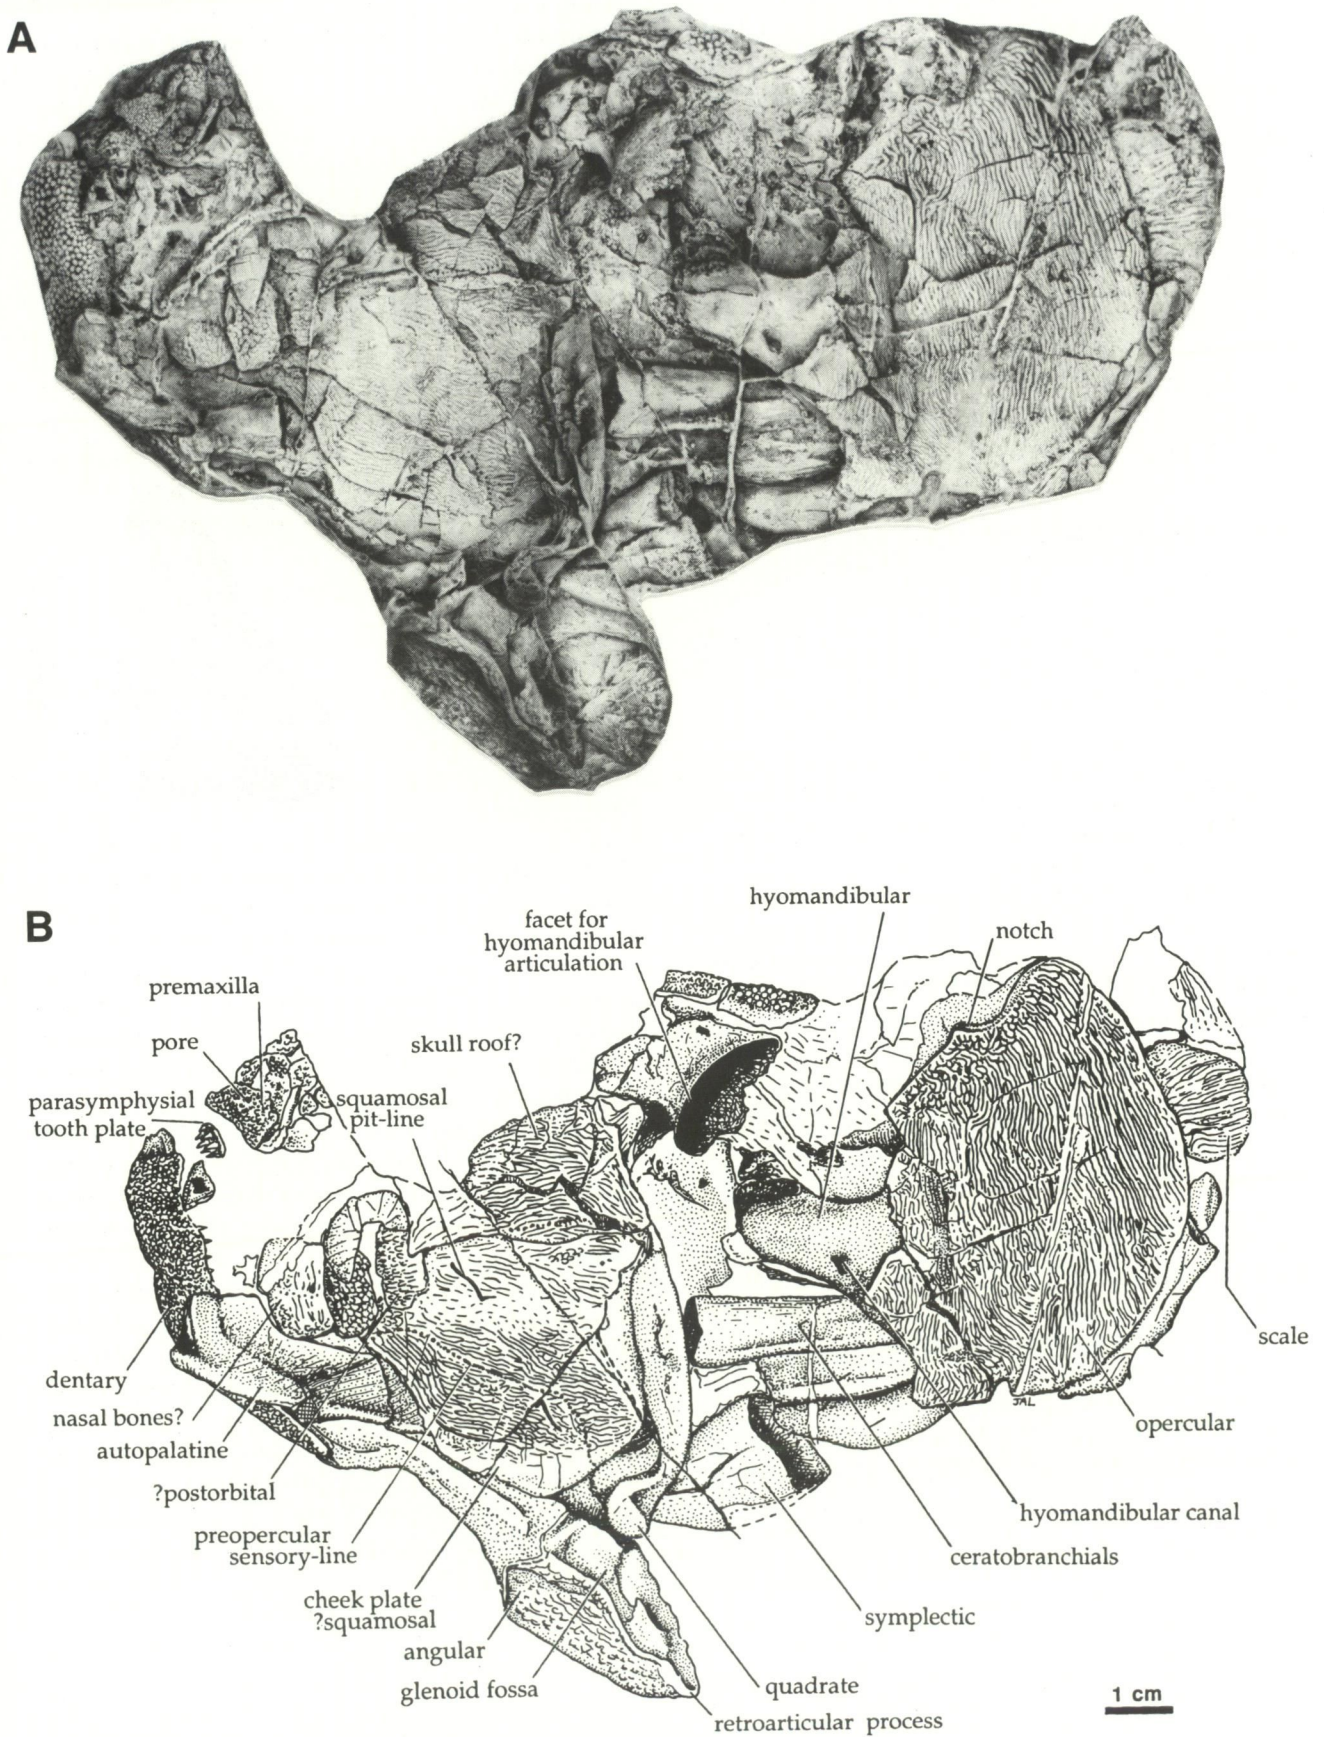 A
B
hyomandibular
facet for
hyomandibular
articulation
notch
premaxilla
pore
skull roof?
parasymphysial
tooth plate
squamosal
pit-line
scale
dentary
nasal bones?
autopalatine
opercular
?postorbital
hyomandibular canal
preopercular
sensory-line
ceratobranchials
cheek plate
?squamosal
symplectic
angular
glenoid fossa
quadrate
retroarticular process
1 cm
JAL